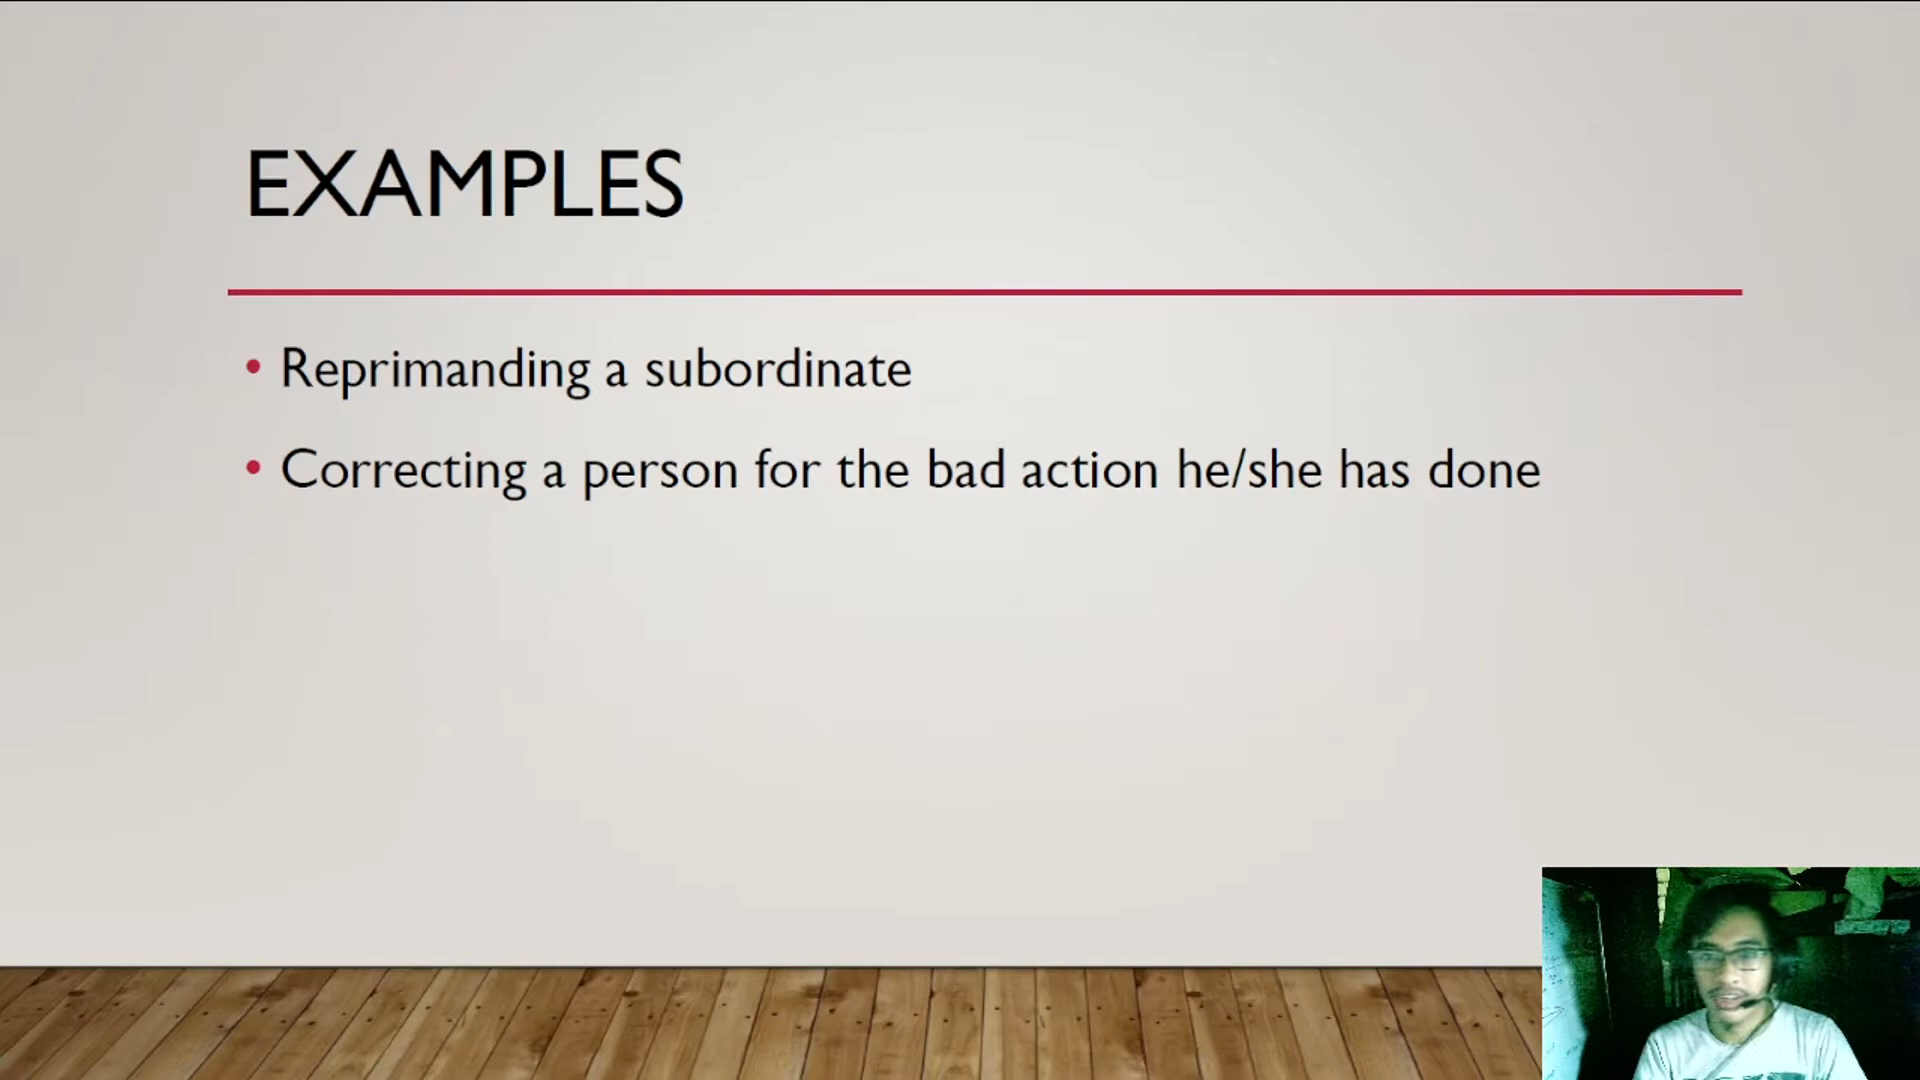 EXAMPLES
• Reprimanding a subordinate
• Correcting a person for the bad action he/she has done